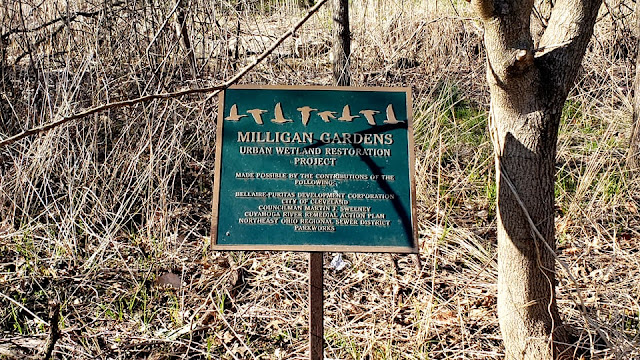 MILLIGAN GARDENS
URBAN WETLAND RESTORATION
PROJECT
MADE POSSIBLE BY THE CONTRIBUTIONS OF THE
FOLLOWING:
BELLAIRE-PURITAS DEVELOPMENT CORPORATION
CITY OF CLEVELAND
COUNCILMAN MARTIN J. SWEENEY
CUYAHOGA RIVER REMEDIAL ACTION PLAN
NORTHEAST OHIO REGIONAL SEWER DISTRICT
PARKWORKS